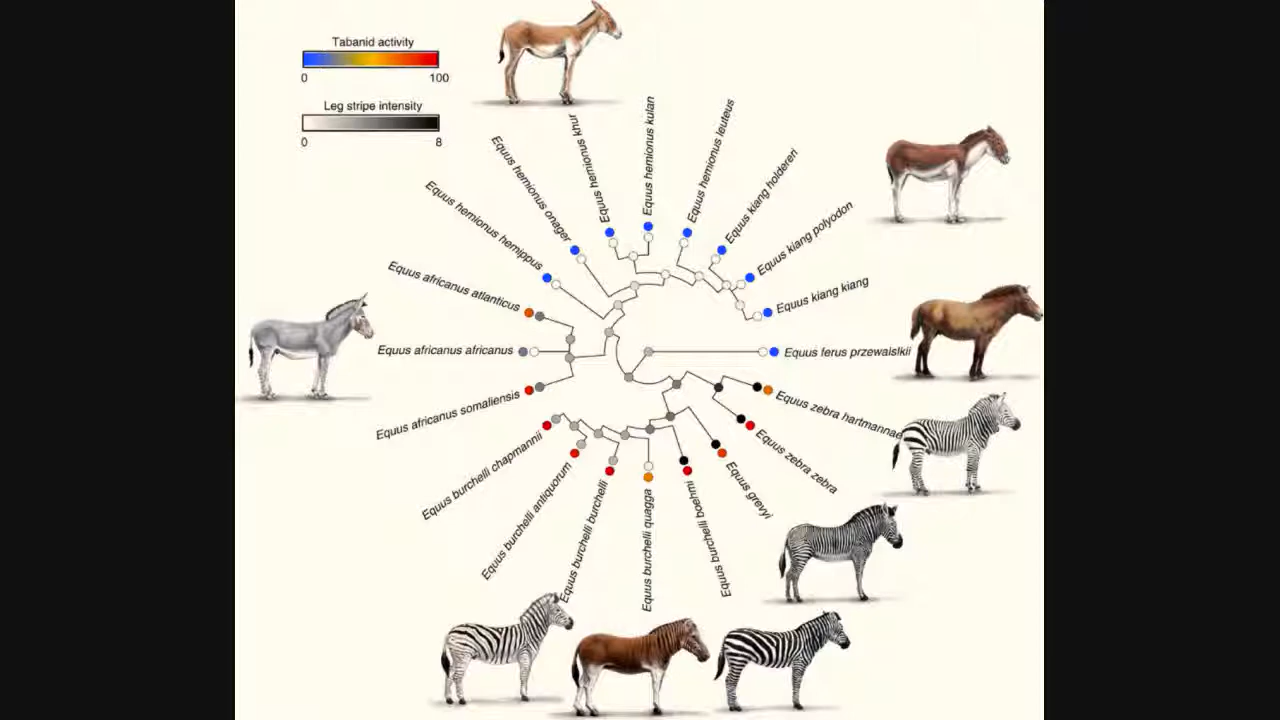 Tabanid activity
0 100
Leg stripe intensity
0 8
Equus hemionus khur
Equus hemionus kulan
Equus hemionus leuteus
Equus kiang holdereri
Equus kiang polyodon
Equus kiang kiang
Equus ferus przewalslkii
Equus zebra hartmannae
Equus zebra zebra
Equus grevyi
Equus burchelli boehmi
Equus burchelli quagga
Equus burchelli burchelli
Equus burchelli antiquorum
Equus burchelli chapmannii
Equus africanus somaliensis
Equus africanus africanus
Equus africanus atlanticus
Equus hemionus hemippus
Equus hemionus onager